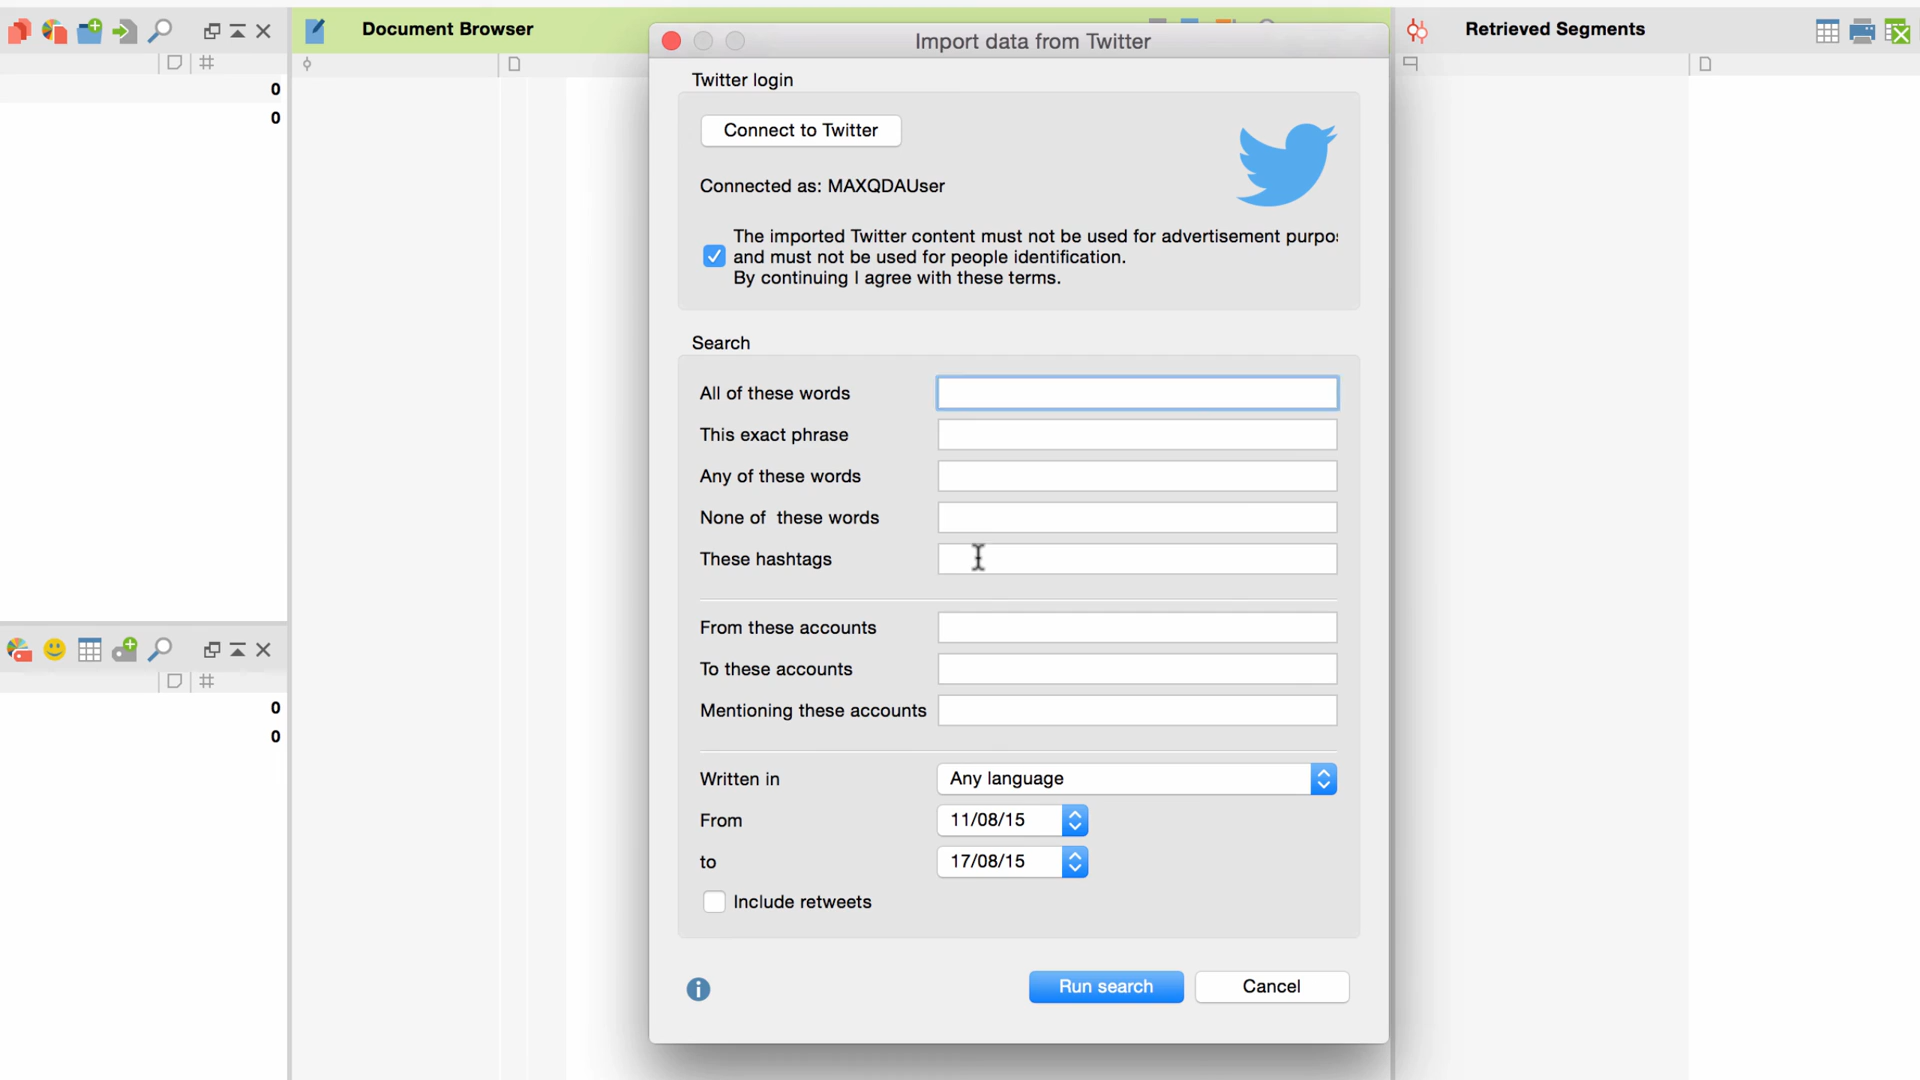 Document Browser
Import data from Twitter
Retrieved Segments
0
0
Twitter login
Connect to Twitter
Connected as: MAXQDAUser
The imported Twitter content must not be used for advertisement purpo
and must not be used for people identification.
By continuing I agree with these terms.
Search
All of these words
This exact phrase
Any of these words
None of  these words
These hashtags
From these accounts
To these accounts
Mentioning these accounts
0
0
Written in Any language
From 11/08/15
to 17/08/15
Include retweets
Run search Cancel